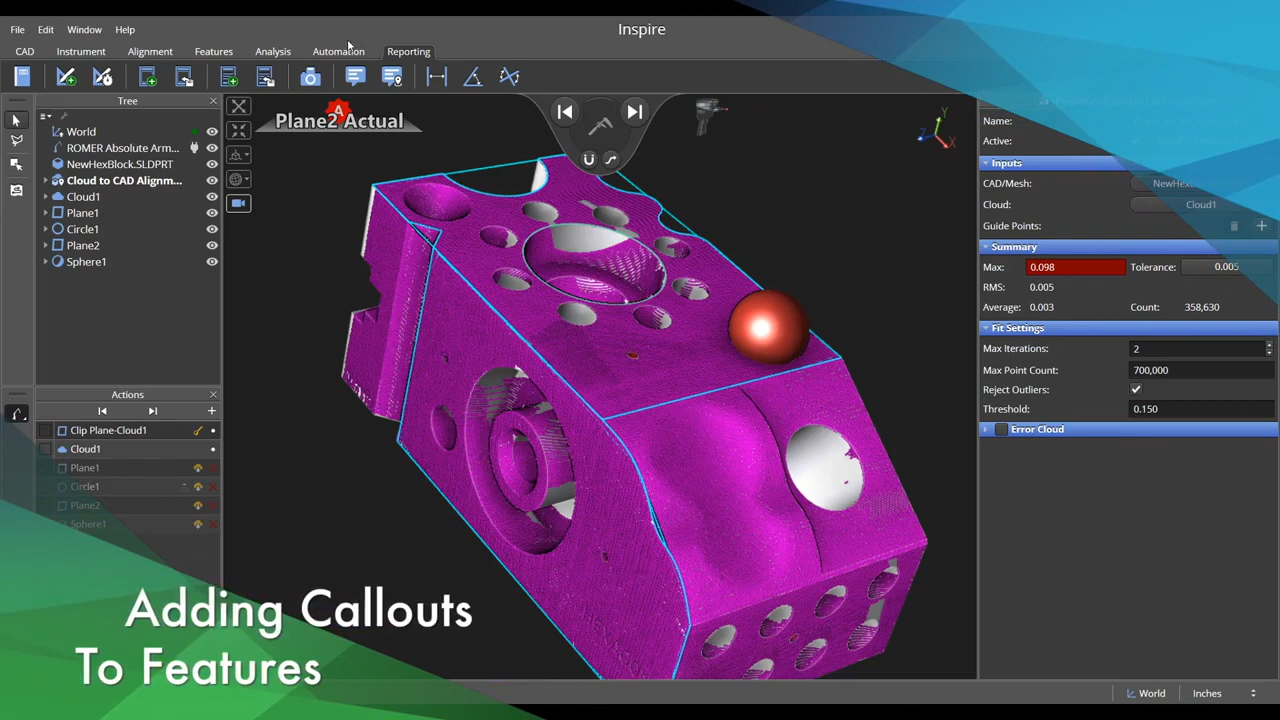 File Edit Window Help
Inspire
CAD Instrument Alignment Features Analysis Automation Reporting
Tree
World
ROMER Absolute Arm...
NewHexBlock.SLDPRT
Cloud to CAD Alignm...
Cloud1
Plane1
Circle1
Plane2
Sphere1
Actions
Clip Plane-Cloud1
Cloud1
Plane1
Circle1
Plane2
Sphere1
A
Plane2 Actual
Y
Z
X
Name:
Active:
Inputs
CAD/Mesh: NewHexB
Cloud: Cloud1
Guide Points:
Summary
Max: 0.098 Tolerance: 0.005
RMS: 0.005
Average: 0.003 Count: 358,630
Fit Settings
Max Iterations: 2
Max Point Count: 700,000
Reject Outliers:
Threshold: 0.150
Error Cloud
World Inches
Adding Callouts
To Features